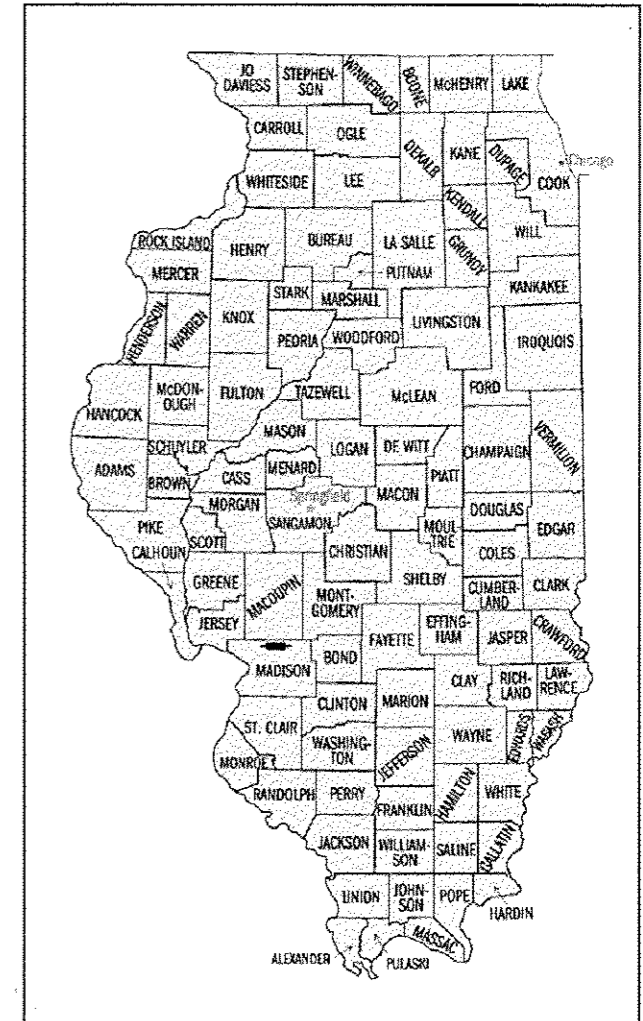 JO DAVIESS
STEPHEN-SON
WINNEBAGO
BOONE
McHENRY
LAKE
CARROLL
OGLE
DEKALB
KANE
DUPAGE
Chicago
COOK
WHITESIDE
LEE
KENDALL
WILL
ROCK ISLAND
HENRY
BUREAU
LA SALLE
GRUNDY
MERCER
PUTNAM
KANKAKEE
STARK
MARSHALL
HENDERSON
WARREN
KNOX
PEORIA
WOODFORD
LIVINGSTON
IROQUOIS
HANCOCK
McDON-OUGH
FULTON
TAZEWELL
McLEAN
FORD
MASON
SCHUYLER
LOGAN
DE WITT
CHAMPAIGN
VERMILION
ADAMS
BROWN
CASS
MENARD
PIATT
MACON
MORGAN
Springfield
SANGAMON
DOUGLAS
EDGAR
PIKE
SCOTT
CHRISTIAN
MOUL-TRIE
COLES
CALHOUN
GREENE
MACOUPIN
MONT-GOMERY
SHELBY
CUMBER-LAND
CLARK
JERSEY
FAYETTE
EFFING-HAM
JASPER
CRAWFORD
MADISON
BOND
CLAY
RICH-LAND
LAW-RENCE
CLINTON
MARION
ST. CLAIR
WAYNE
EDWARDS
WABASH
WASHING-TON
JEFFERSON
MONROE
RANDOLPH
PERRY
HAMILTON
WHITE
FRANKLIN
JACKSON
WILLIAM-SON
SALINE
GALLATIN
UNION
JOHN-SON
POPE
HARDIN
MASSAC
ALEXANDER
PULASKI